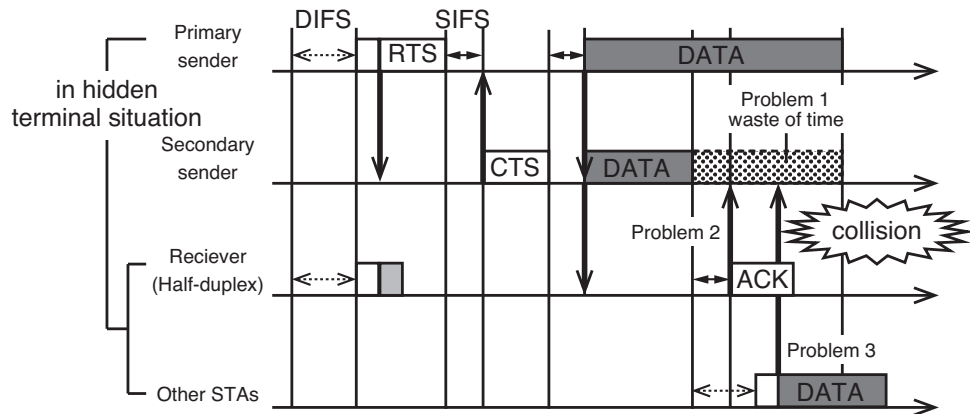 DIFS
SIFS
Primary
sender
RTS
DATA
in hidden
terminal situation
Problem 1
waste of time
Secondary
sender
CTS
DATA
Problem 2
collision
Reciever
(Half-duplex)
ACK
Problem 3
Other STAs
DATA